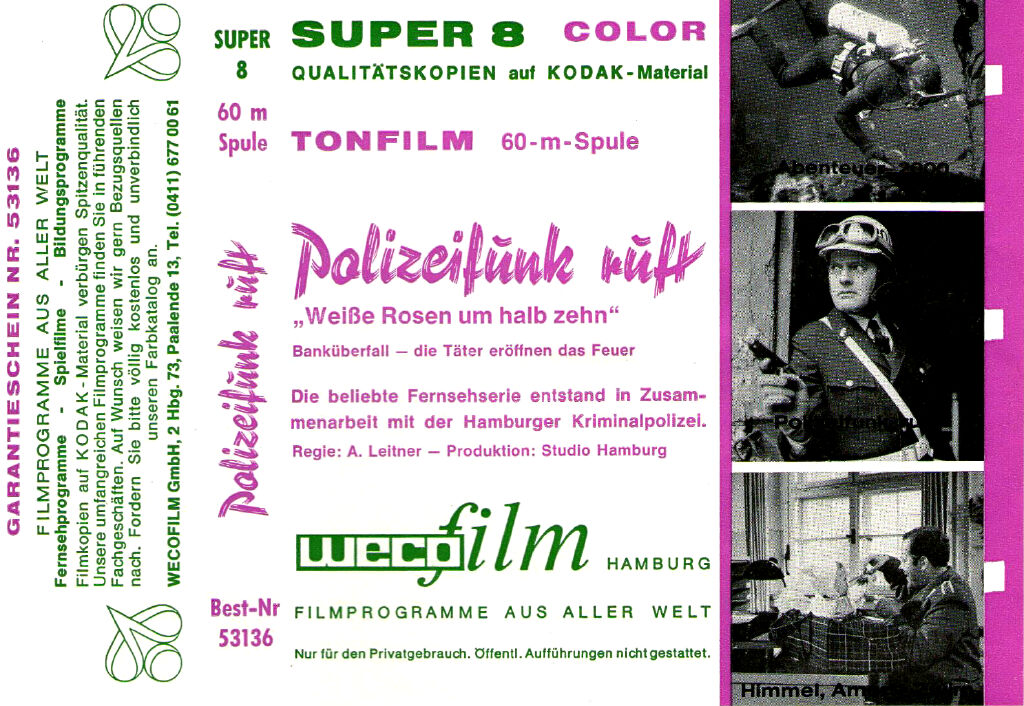 GARANTIESCHEIN NR. 53136
FILMPROGRAMME AUS ALLER WELT
Fernsehprogramme - Spielfilme - Bildungsprogramme
Filmkopien auf KODAK-Material verbürgen Spitzenqualität.
Unsere umfangreichen Filmprogramme finden Sie in führenden
Fachgeschäften. Auf Wunsch weisen wir gern Bezugsquellen
nach. Fordern Sie bitte völlig kostenlos und unverbindlich
unseren Farbkatalog an.
WECOFILM GmbH, 2 Hbg. 73, Paalende 13, Tel. (0411) 677 00 61
SUPER
8
60 m
Spule
Polizeifunk ruft
Best-Nr
53136
SUPER 8 COLOR
QUALITÄTSKOPIEN auf KODAK-Material
TONFILM 60-m-Spule
Polizeifunk ruft
„Weiße Rosen um halb zehn“
Banküberfall — die Täter eröffnen das Feuer
Die beliebte Fernsehserie entstand in Zusam-
menarbeit mit der Hamburger Kriminalpolizei.
Regie: A. Leitner — Produktion: Studio Hamburg
weco film HAMBURG
FILMPROGRAMME AUS ALLER WELT
Nur für den Privatgebrauch. Öffentl. Aufführungen nicht gestattet.
Abenteuer 2000
Himmel,